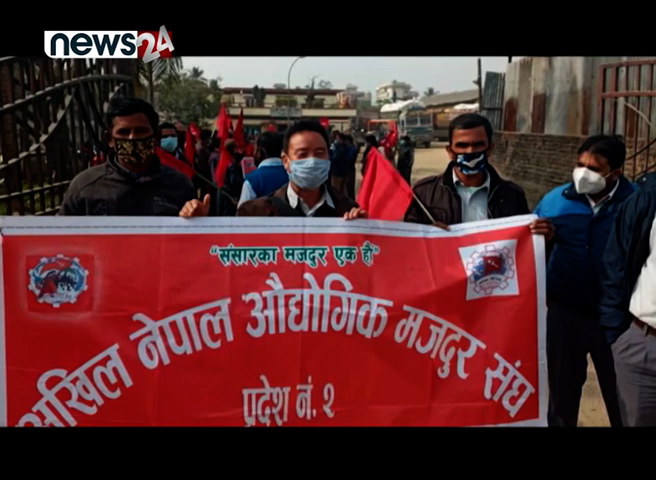 news24
“संसारका मजदुर एक हौं”
अखिल नेपाल औद्योगिक मजदुर संघ
प्रदेश नं. २